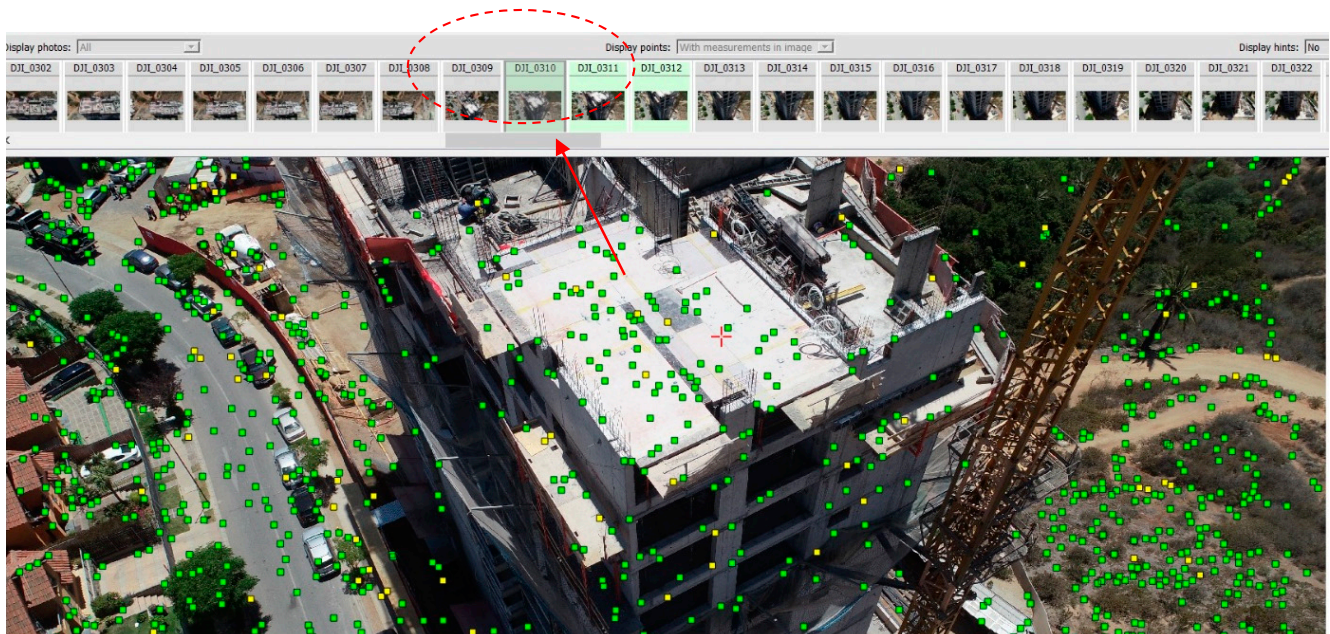 Display photos: All Display points: With measurements in image Display hints: No
DJI_0302 DJI_0303 DJI_0304 DJI_0305 DJI_0306 DJI_0307 DJI_0308 DJI_0309 DJI_0310 DJI_0311 DJI_0312 DJI_0313 DJI_0314 DJI_0315 DJI_0316 DJI_0317 DJI_0318 DJI_0319 DJI_0320 DJI_0321 DJI_0322